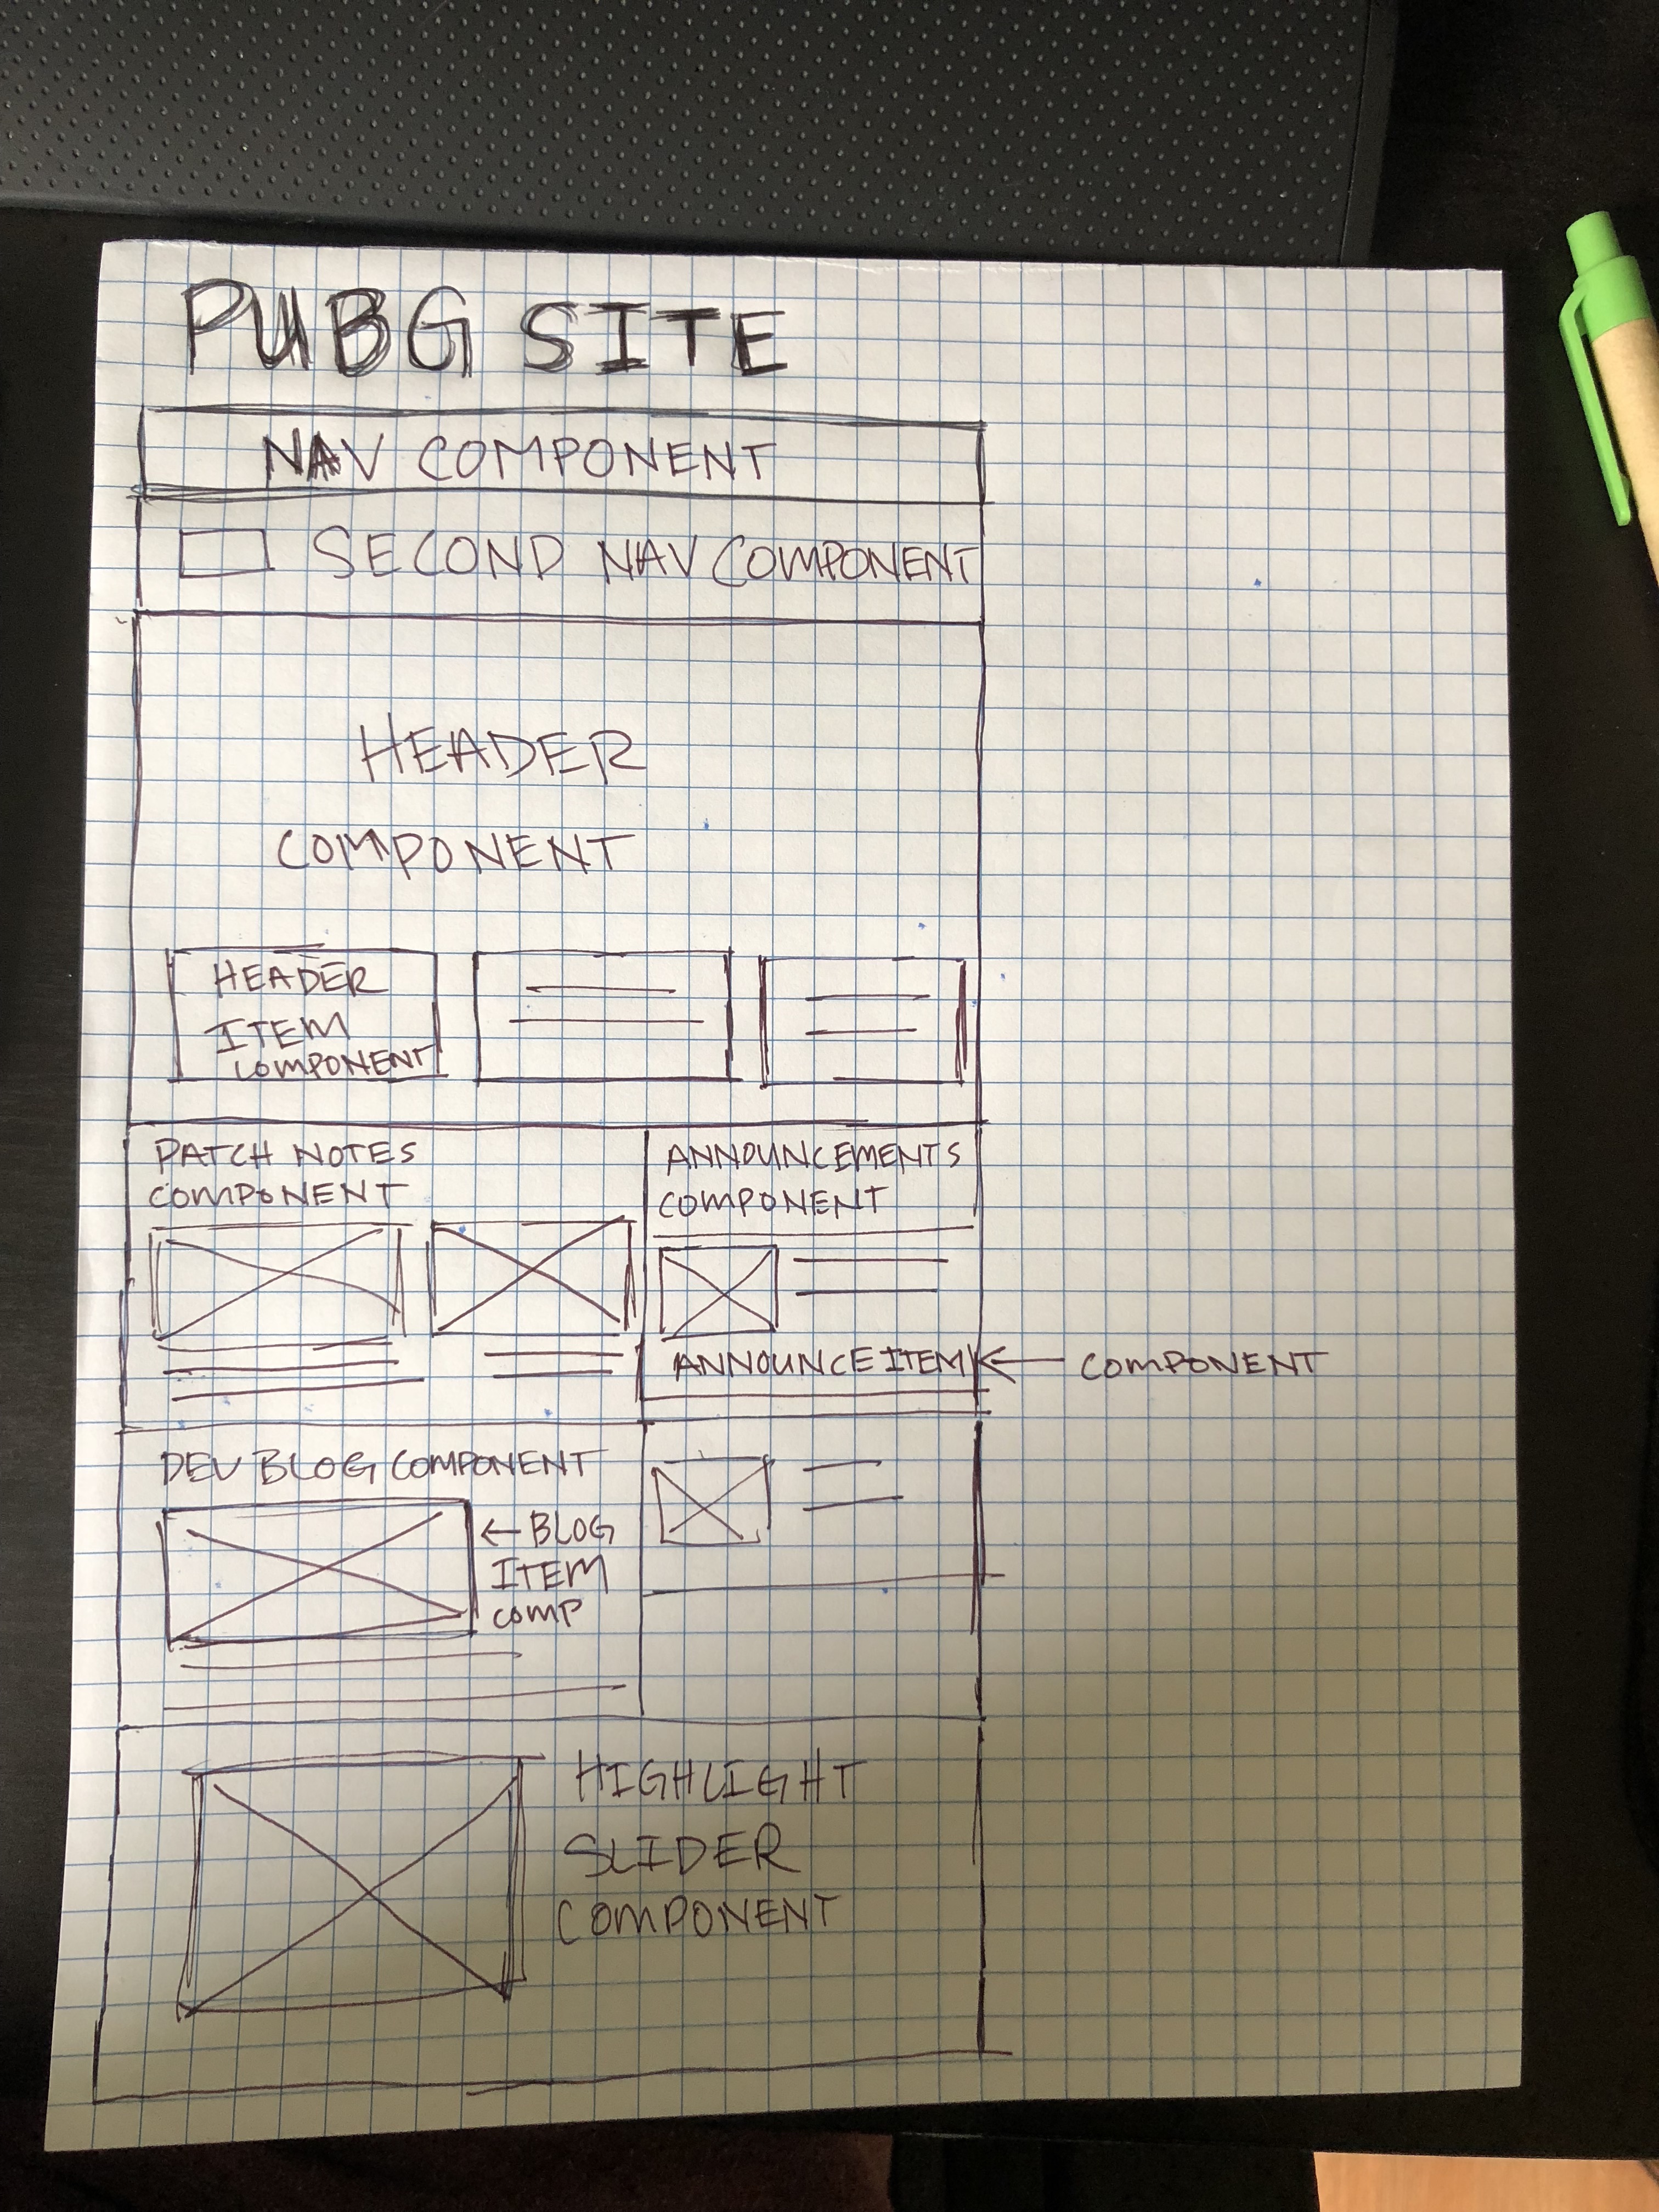 PUBG SITE
NAV COMPONENT
SECOND NAV COMPONENT
HEADER
COMPONENT
HEADER
ITEM
COMPONENT
PATCH NOTES
COMPONENT
ANNOUNCEMENTS
COMPONENT
ANNOUNCE ITEM ← COMPONENT
DEV BLOG COMPONENT
← BLOG
ITEM
COMP
HIGHLIGHT
SLIDER
COMPONENT